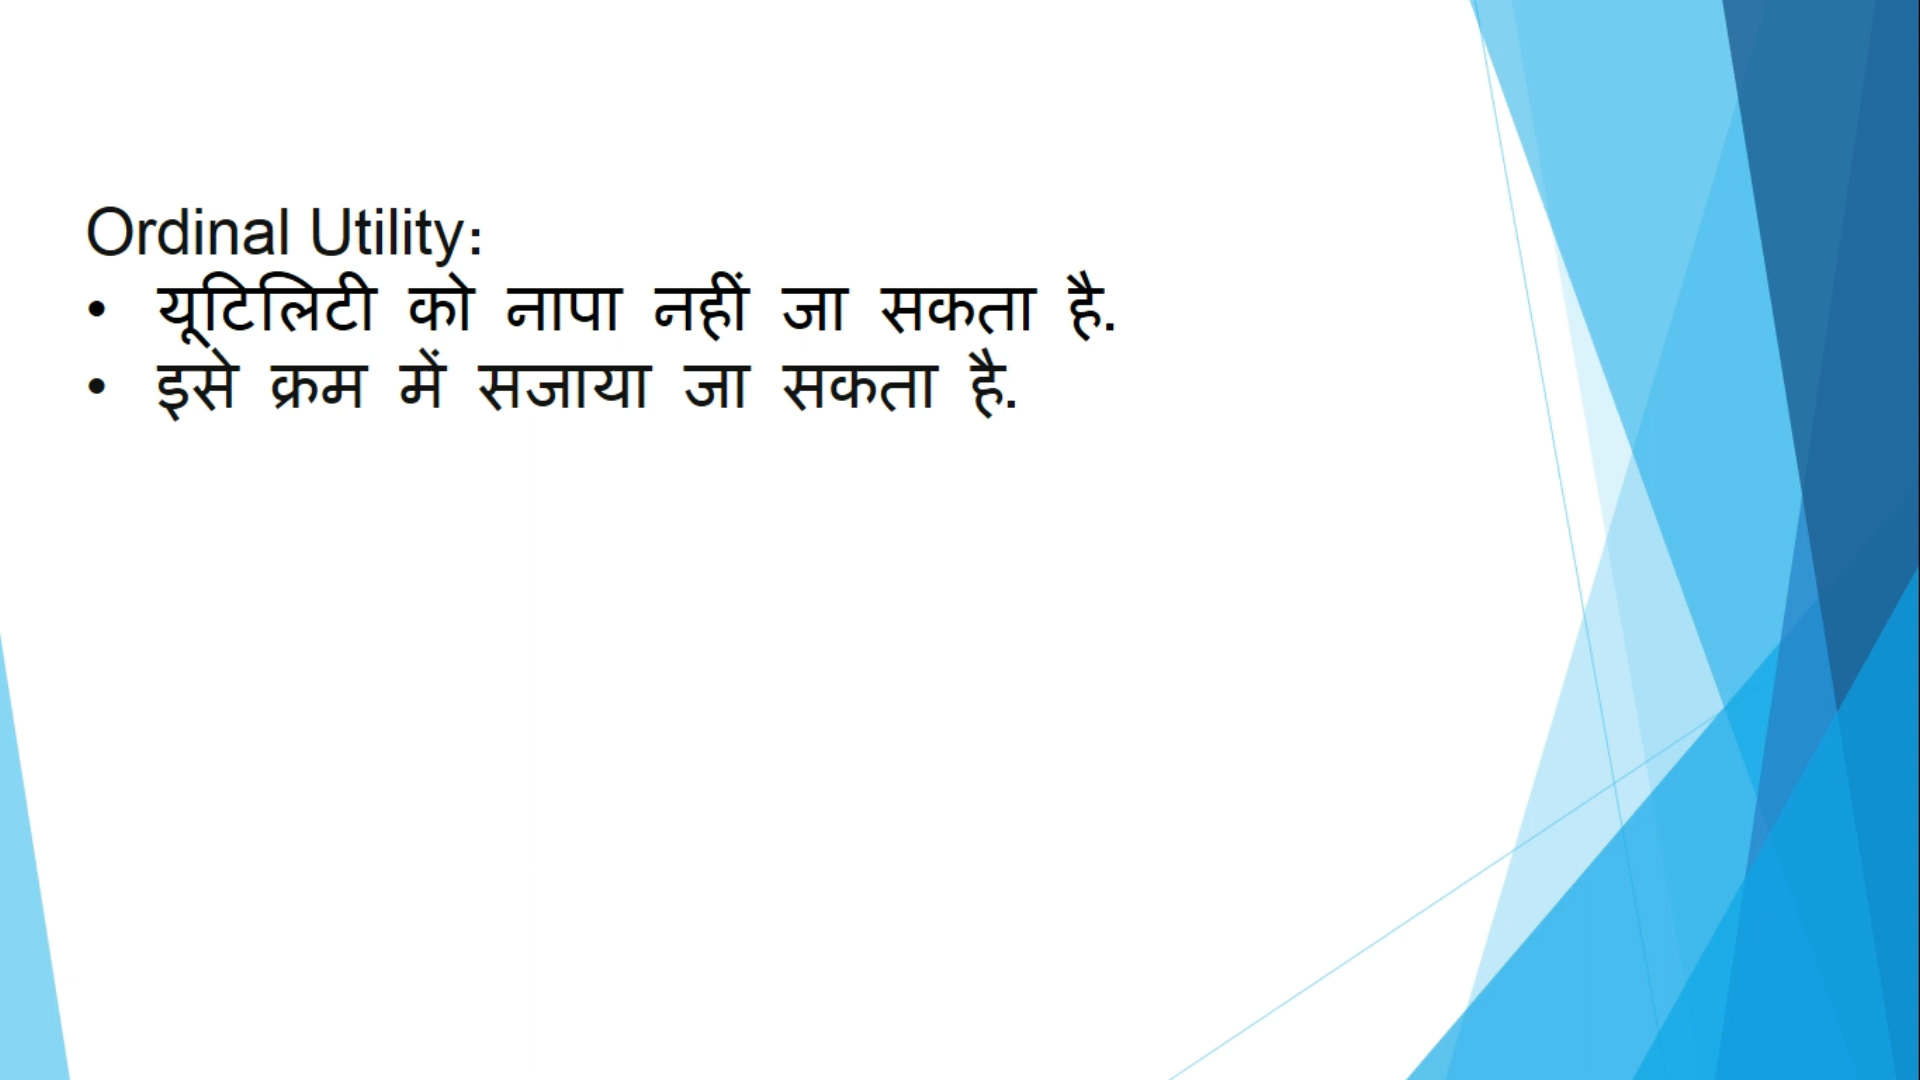 Ordinal Utility:
• यूटिलिटी को नापा नहीं जा सकता है.
• इसे क्रम में सजाया जा सकता है.